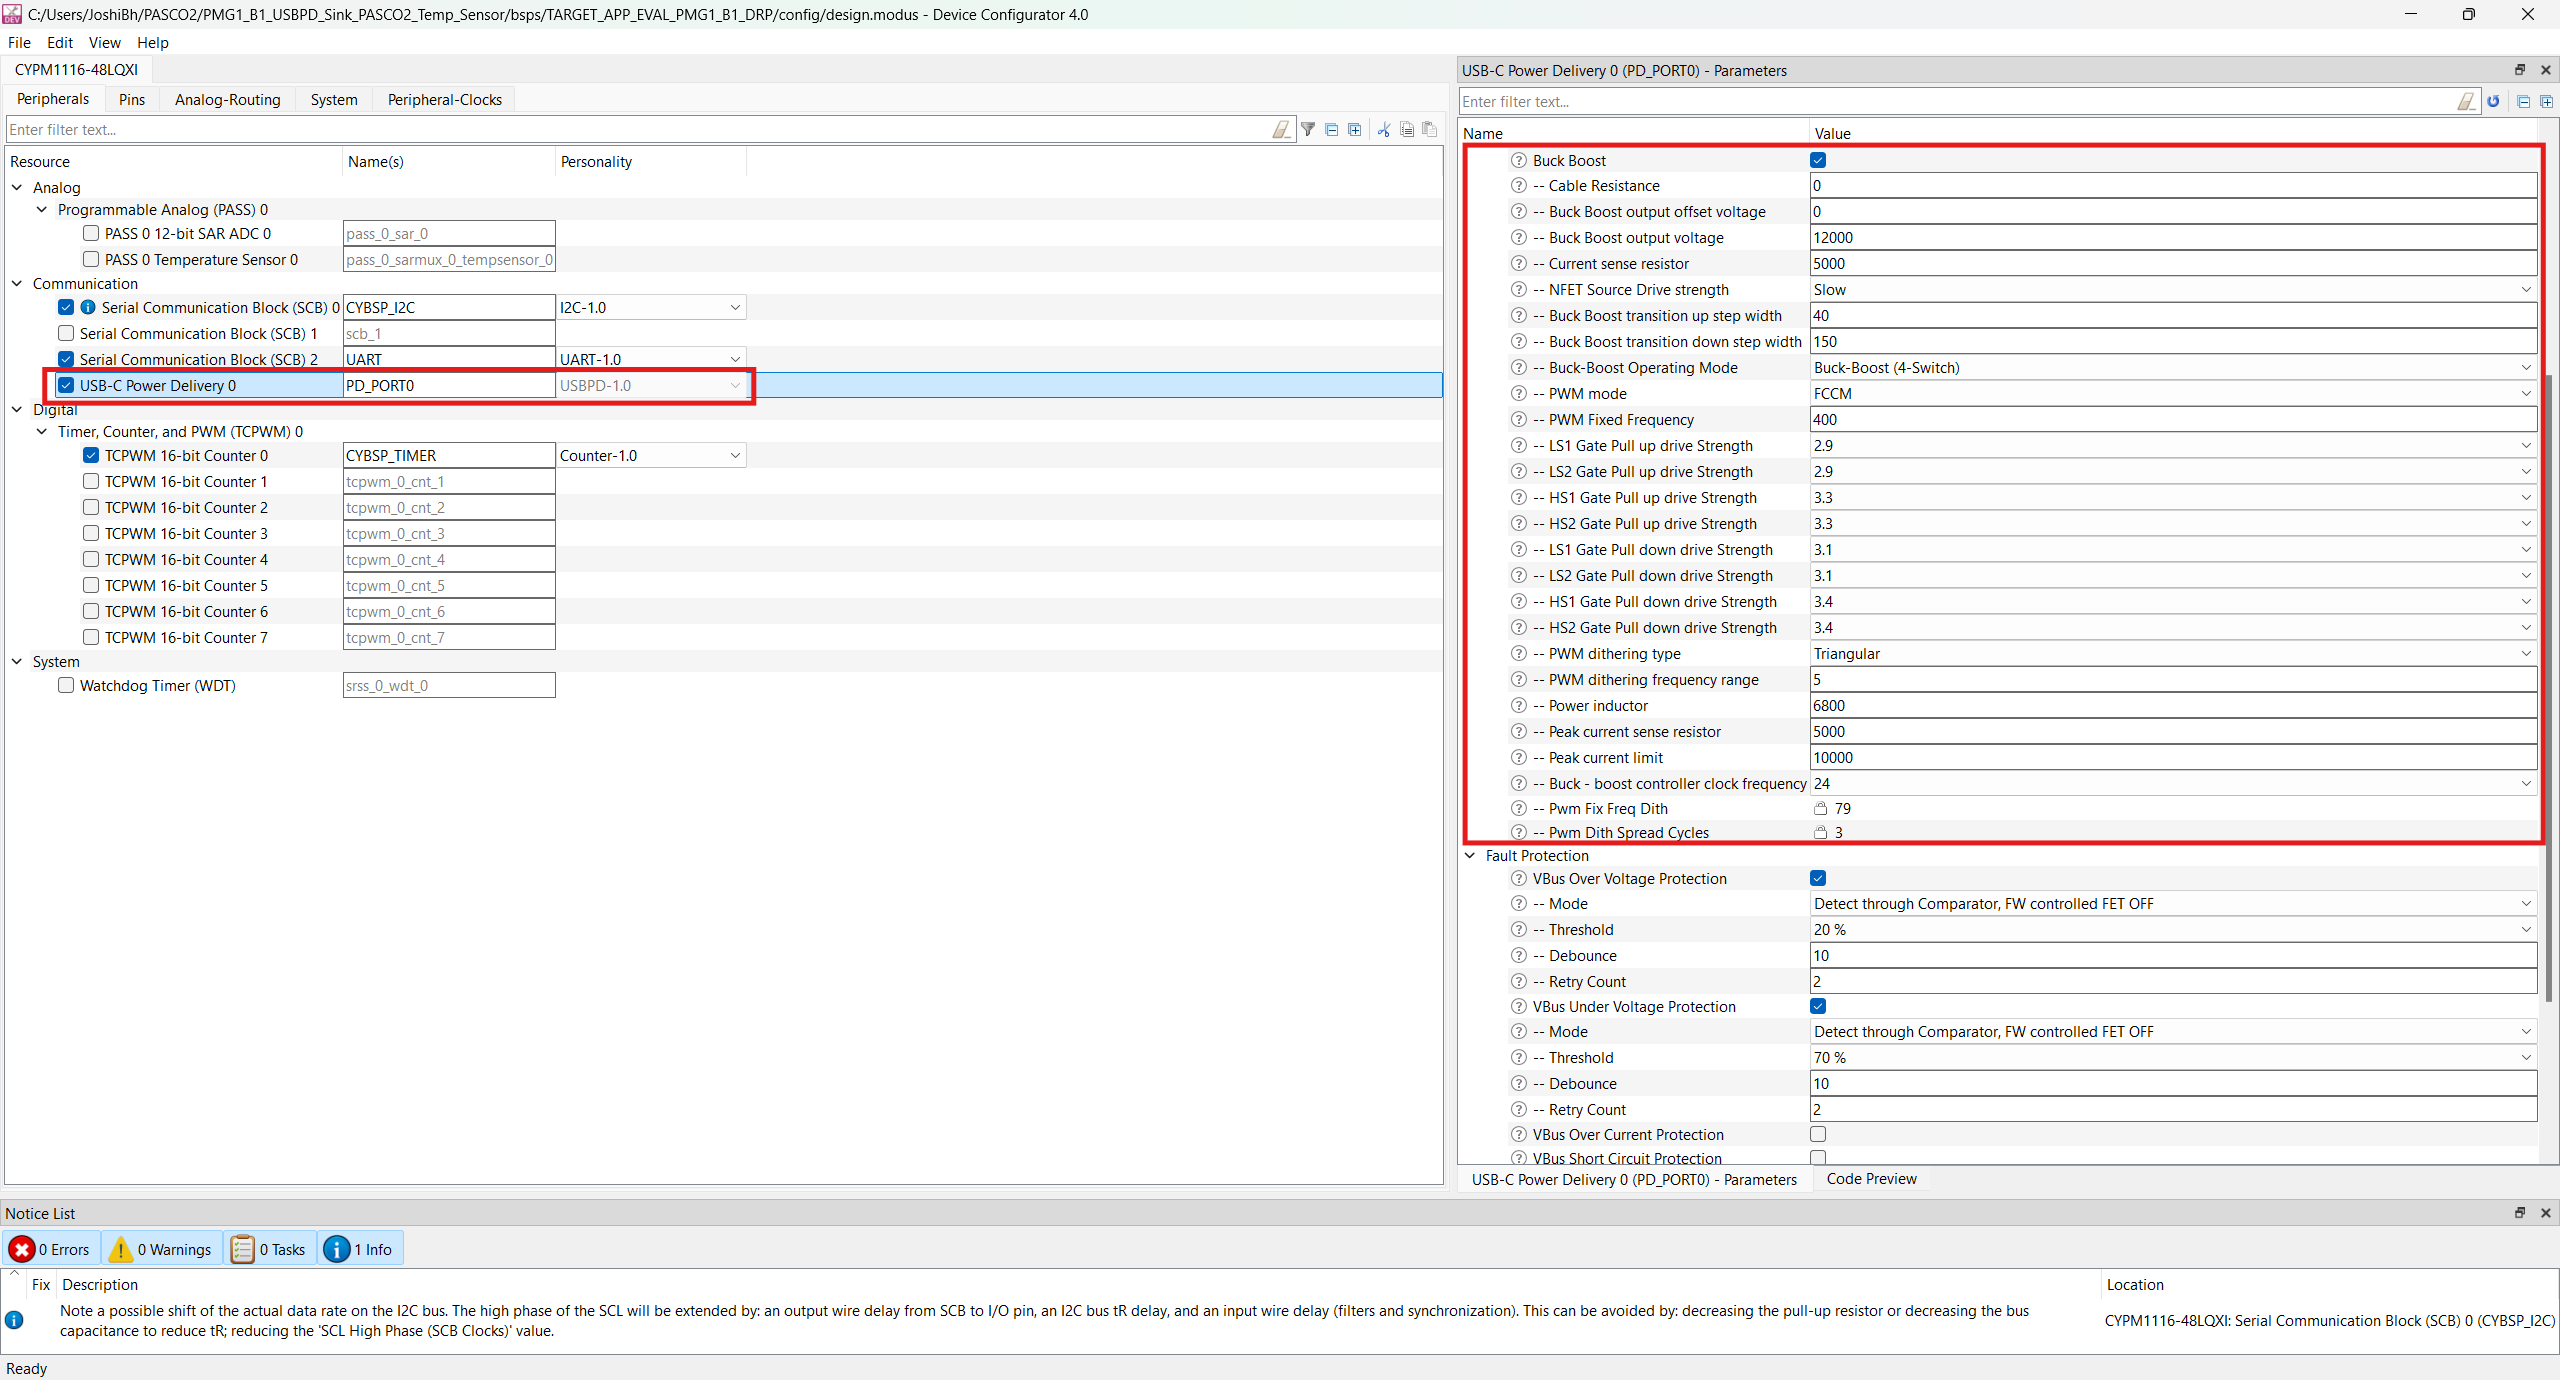 C:/Users/JoshiBh/PASCO2/PMG1_B1_USBPD_Sink_PASCO2_Temp_Sensor/bsps/TARGET_APP_EVAL_PMG1_B1_DRP/config/design.modus - Device Configurator 4.0
File Edit View Help
CYPM1116-48LQXI
Peripherals Pins Analog-Routing System Peripheral-Clocks
Enter filter text...
Resource Name(s) Personality
Analog
Programmable Analog (PASS) 0
PASS 0 12-bit SAR ADC 0 pass_0_sar_0
PASS 0 Temperature Sensor 0 pass_0_sarmux_0_tempsensor_0
Communication
Serial Communication Block (SCB) 0 CYBSP_I2C I2C-1.0
Serial Communication Block (SCB) 1 scb_1
Serial Communication Block (SCB) 2 UART UART-1.0
USB-C Power Delivery 0 PD_PORT0 USBPD-1.0
Digital
Timer, Counter, and PWM (TCPWM) 0
TCPWM 16-bit Counter 0 CYBSP_TIMER Counter-1.0
TCPWM 16-bit Counter 1 tcpwm_0_cnt_1
TCPWM 16-bit Counter 2 tcpwm_0_cnt_2
TCPWM 16-bit Counter 3 tcpwm_0_cnt_3
TCPWM 16-bit Counter 4 tcpwm_0_cnt_4
TCPWM 16-bit Counter 5 tcpwm_0_cnt_5
TCPWM 16-bit Counter 6 tcpwm_0_cnt_6
TCPWM 16-bit Counter 7 tcpwm_0_cnt_7
System
Watchdog Timer (WDT) srss_0_wdt_0
USB-C Power Delivery 0 (PD_PORT0) - Parameters
Enter filter text...
Name Value
Buck Boost
-- Cable Resistance 0
-- Buck Boost output offset voltage 0
-- Buck Boost output voltage 12000
-- Current sense resistor 5000
-- NFET Source Drive strength Slow
-- Buck Boost transition up step width 40
-- Buck Boost transition down step width 150
-- Buck-Boost Operating Mode Buck-Boost (4-Switch)
-- PWM mode FCCM
-- PWM Fixed Frequency 400
-- LS1 Gate Pull up drive Strength 2.9
-- LS2 Gate Pull up drive Strength 2.9
-- HS1 Gate Pull up drive Strength 3.3
-- HS2 Gate Pull up drive Strength 3.3
-- LS1 Gate Pull down drive Strength 3.1
-- LS2 Gate Pull down drive Strength 3.1
-- HS1 Gate Pull down drive Strength 3.4
-- HS2 Gate Pull down drive Strength 3.4
-- PWM dithering type Triangular
-- PWM dithering frequency range 5
-- Power inductor 6800
-- Peak current sense resistor 5000
-- Peak current limit 10000
-- Buck - boost controller clock frequency 24
-- Pwm Fix Freq Dith 79
-- Pwm Dith Spread Cycles 3
Fault Protection
VBus Over Voltage Protection
-- Mode Detect through Comparator, FW controlled FET OFF
-- Threshold 20 %
-- Debounce 10
-- Retry Count 2
VBus Under Voltage Protection
-- Mode Detect through Comparator, FW controlled FET OFF
-- Threshold 70 %
-- Debounce 10
-- Retry Count 2
VBus Over Current Protection
VBus Short Circuit Protection
USB-C Power Delivery 0 (PD_PORT0) - Parameters Code Preview
Notice List
0 Errors 0 Warnings 0 Tasks 1 Info
Fix Description Location
Note a possible shift of the actual data rate on the I2C bus. The high phase of the SCL will be extended by: an output wire delay from SCB to I/O pin, an I2C bus tR delay, and an input wire delay (filters and synchronization). This can be avoided by: decreasing the pull-up resistor or decreasing the bus
capacitance to reduce tR; reducing the 'SCL High Phase (SCB Clocks)' value.
CYPM1116-48LQXI: Serial Communication Block (SCB) 0 (CYBSP_I2C)
Ready